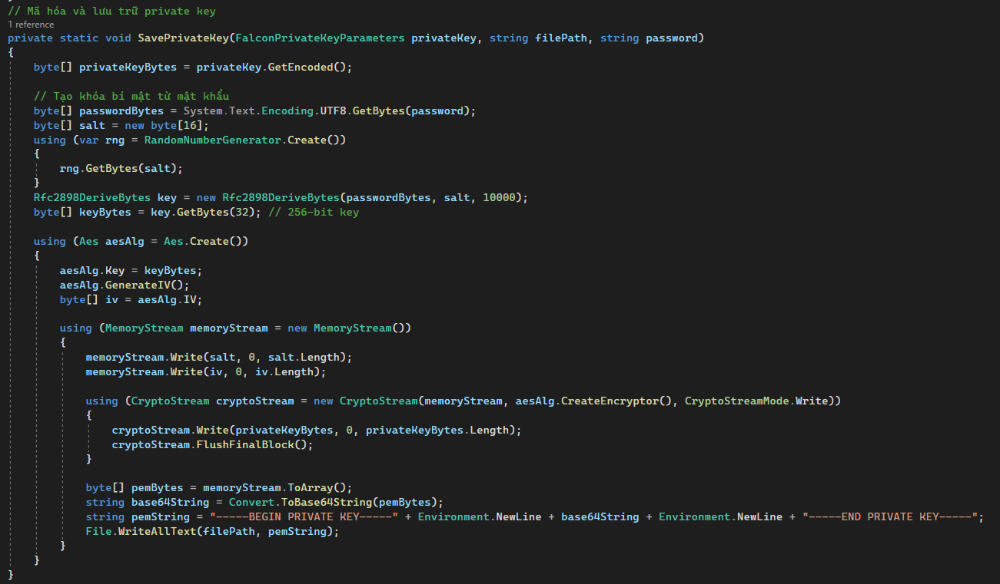 // Mã hóa và lưu trữ private key
1 reference
private static void SavePrivateKey(FalconPrivateKeyParameters privateKey, string filePath, string password)
{
    byte[] privateKeyBytes = privateKey.GetEncoded();

    // Tạo khóa bí mật từ mật khẩu
    byte[] passwordBytes = System.Text.Encoding.UTF8.GetBytes(password);
    byte[] salt = new byte[16];
    using (var rng = RandomNumberGenerator.Create())
    {
        rng.GetBytes(salt);
    }
    Rfc2898DeriveBytes key = new Rfc2898DeriveBytes(passwordBytes, salt, 10000);
    byte[] keyBytes = key.GetBytes(32); // 256-bit key

    using (Aes aesAlg = Aes.Create())
    {
        aesAlg.Key = keyBytes;
        aesAlg.GenerateIV();
        byte[] iv = aesAlg.IV;

        using (MemoryStream memoryStream = new MemoryStream())
        {
            memoryStream.Write(salt, 0, salt.Length);
            memoryStream.Write(iv, 0, iv.Length);

            using (CryptoStream cryptoStream = new CryptoStream(memoryStream, aesAlg.CreateEncryptor(), CryptoStreamMode.Write))
            {
                cryptoStream.Write(privateKeyBytes, 0, privateKeyBytes.Length);
                cryptoStream.FlushFinalBlock();
            }

            byte[] pemBytes = memoryStream.ToArray();
            string base64String = Convert.ToBase64String(pemBytes);
            string pemString = "-----BEGIN PRIVATE KEY-----" + Environment.NewLine + base64String + Environment.NewLine + "-----END PRIVATE KEY-----";
            File.WriteAllText(filePath, pemString);
        }
    }
}